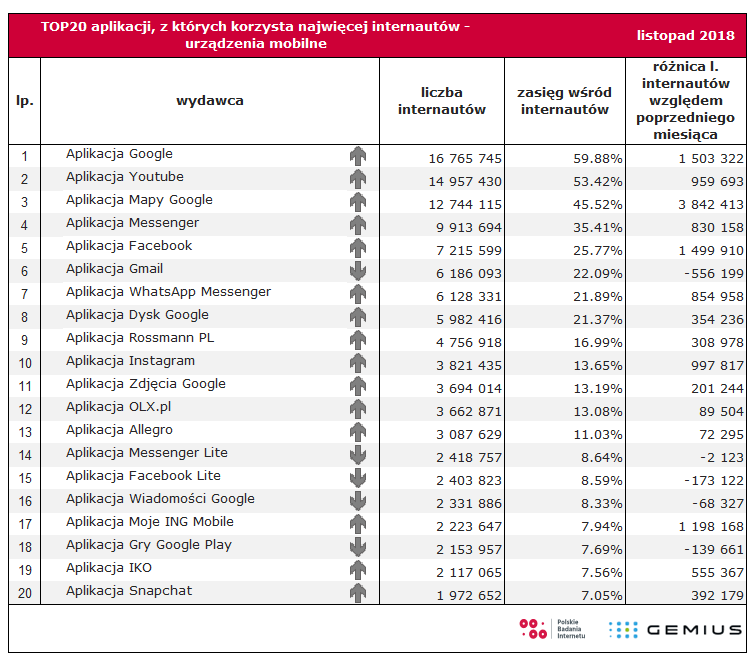 TOP20 aplikacji, z których korzysta najwięcej internautów -
urządzenia mobilne
listopad 2018
lp. wydawca liczba internautów zasięg wśród internautów różnica l. internautów względem poprzedniego miesiąca
1 Aplikacja Google 16 765 745 59.88% 1 503 322
2 Aplikacja Youtube 14 957 430 53.42% 959 693
3 Aplikacja Mapy Google 12 744 115 45.52% 3 842 413
4 Aplikacja Messenger 9 913 694 35.41% 830 158
5 Aplikacja Facebook 7 215 599 25.77% 1 499 910
6 Aplikacja Gmail 6 186 093 22.09% -556 199
7 Aplikacja WhatsApp Messenger 6 128 331 21.89% 854 958
8 Aplikacja Dysk Google 5 982 416 21.37% 354 236
9 Aplikacja Rossmann PL 4 756 918 16.99% 308 978
10 Aplikacja Instagram 3 821 435 13.65% 997 817
11 Aplikacja Zdjęcia Google 3 694 014 13.19% 201 244
12 Aplikacja OLX.pl 3 662 871 13.08% 89 504
13 Aplikacja Allegro 3 087 629 11.03% 72 295
14 Aplikacja Messenger Lite 2 418 757 8.64% -2 123
15 Aplikacja Facebook Lite 2 403 823 8.59% -173 122
16 Aplikacja Wiadomości Google 2 331 886 8.33% -68 327
17 Aplikacja Moje ING Mobile 2 223 647 7.94% 1 198 168
18 Aplikacja Gry Google Play 2 153 957 7.69% -139 661
19 Aplikacja IKO 2 117 065 7.56% 555 367
20 Aplikacja Snapchat 1 972 652 7.05% 392 179
Polskie
Badania
Internetu
GEMIUS